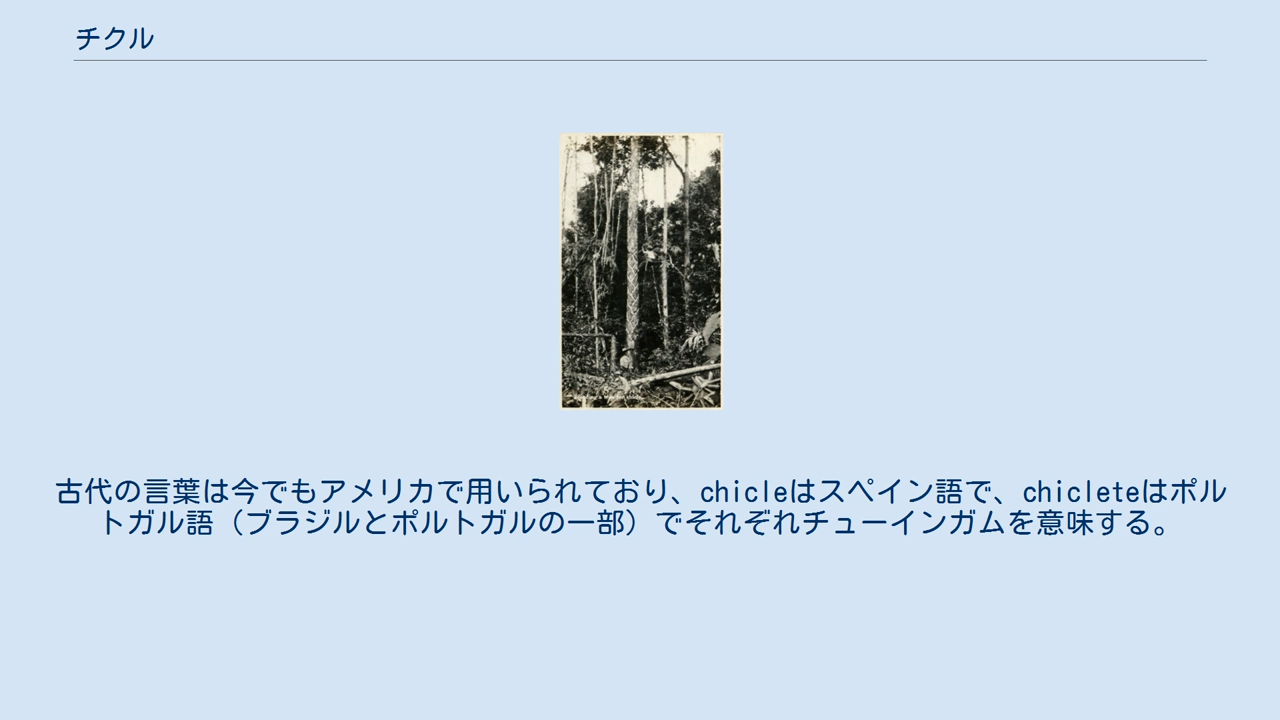 チクル
古代の言葉は今でもアメリカで用いられており、chicleはスペイン語で、chicleteはポル
トガル語（ブラジルとポルトガルの一部）でそれぞれチューインガムを意味する。